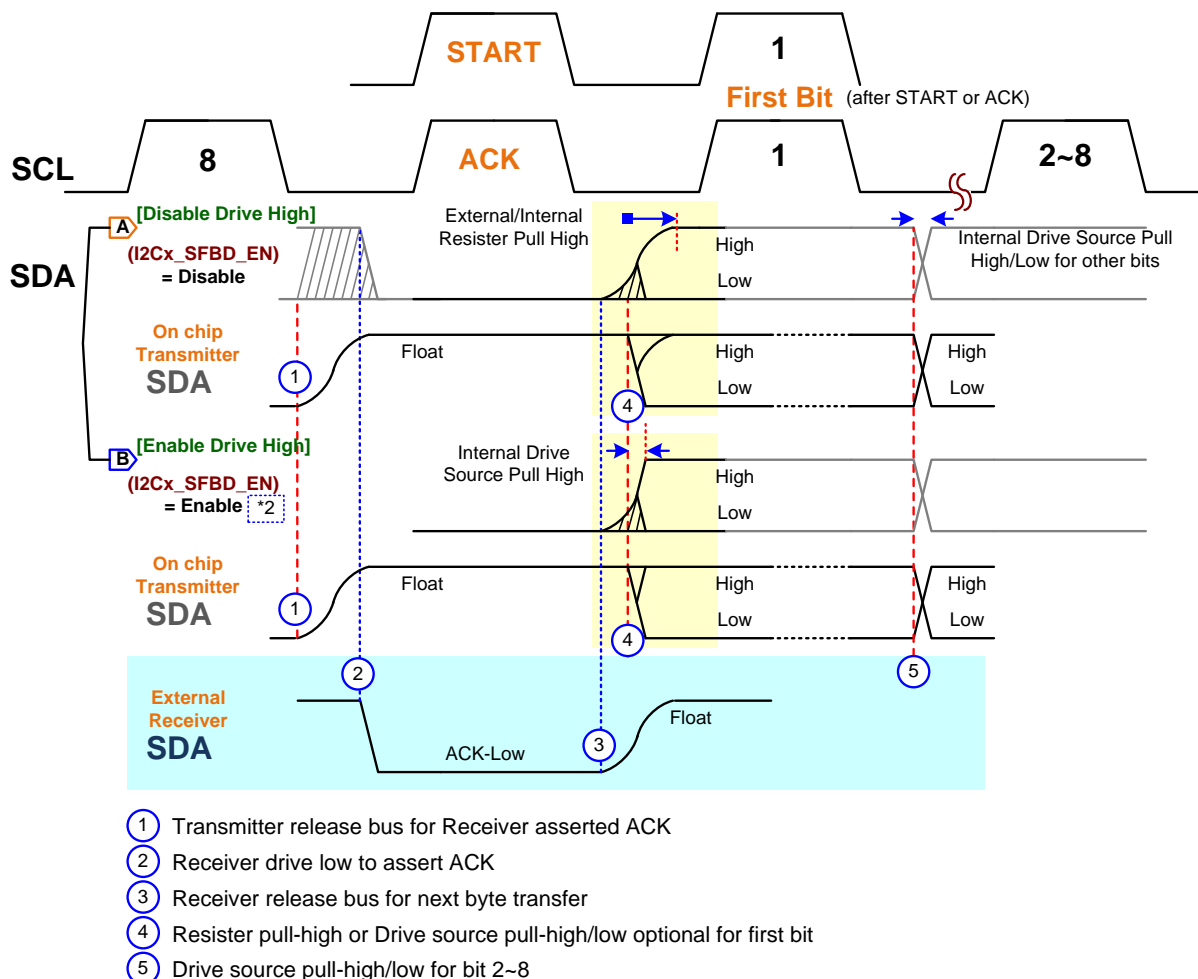 START
1
First Bit (after START or ACK)
SCL
8
ACK
1
2~8
A
[Disable Drive High]
(I2Cx_SFBD_EN)
= Disable
External/Internal
Resister Pull High
High
Low
Internal Drive Source Pull
High/Low for other bits
SDA
On chip
Transmitter
SDA
1
Float
4
High
Low
High
Low
B
[Enable Drive High]
(I2Cx_SFBD_EN)
= Enable *2
Internal Drive
Source Pull High
High
Low
On chip
Transmitter
SDA
1
Float
4
High
Low
High
Low
2
5
External
Receiver
SDA
ACK-Low
3
Float
1 Transmitter release bus for Receiver asserted ACK
2 Receiver drive low to assert ACK
3 Receiver release bus for next byte transfer
4 Resister pull-high or Drive source pull-high/low optional for first bit
5 Drive source pull-high/low for bit 2~8